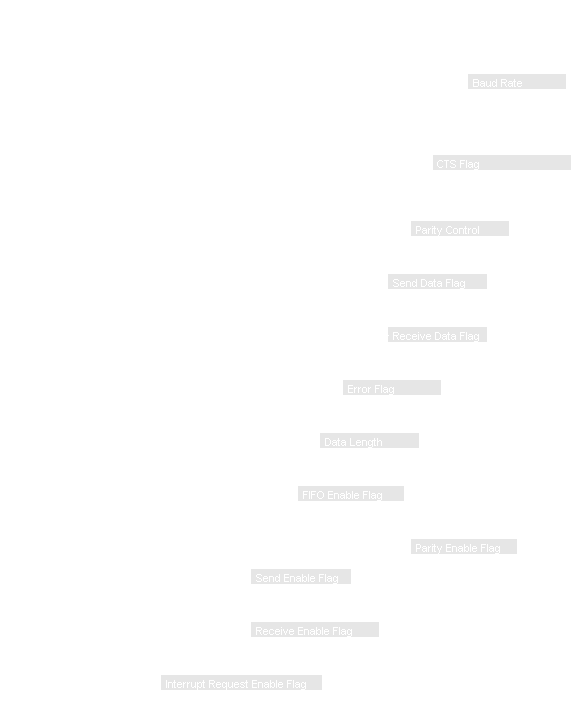 Baud Rate
CTS Flag
Parity Control
Send Data Flag
Receive Data Flag
Error Flag
Data Length
FIFO Enable Flag
Parity Enable Flag
Send Enable Flag
Receive Enable Flag
Interrupt Request Enable Flag